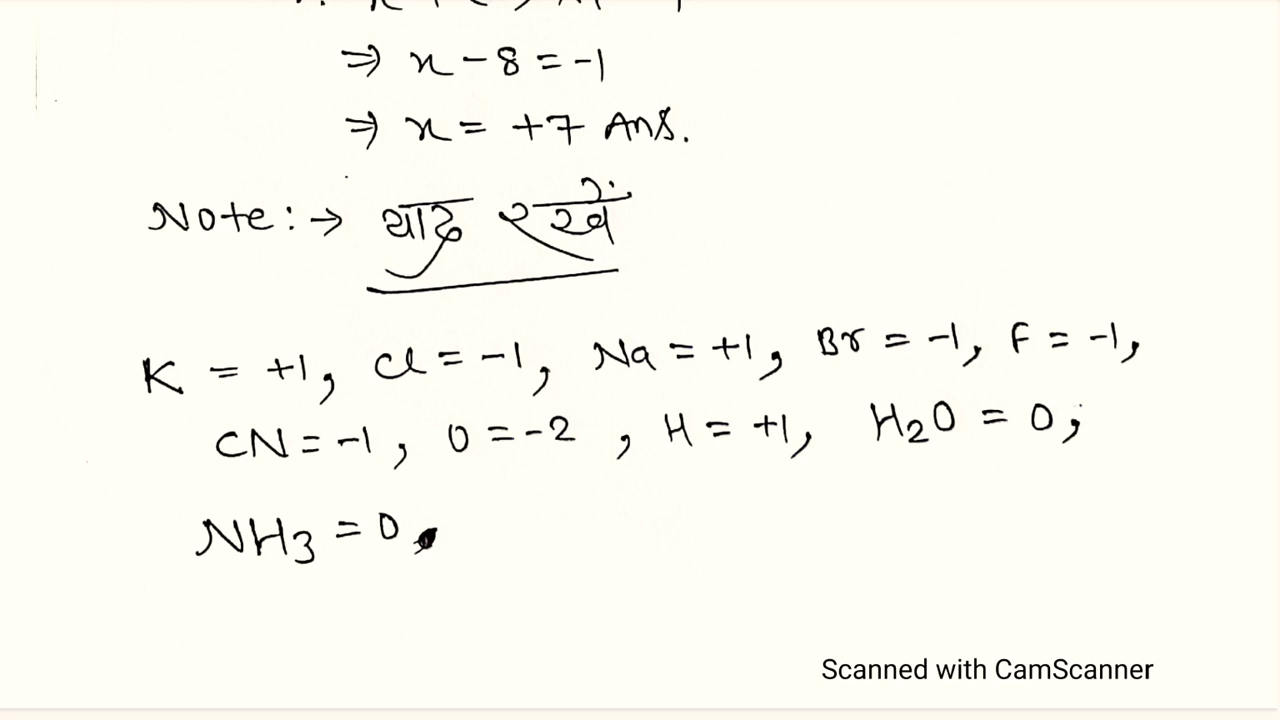 ⇒ x - 8 = -1
⇒ x = +7 Ans.
Note :→ याद रखें
K = +1, Cl = -1, Na = +1, Br = -1, F = -1,
CN = -1, O = -2, H = +1, H2O = 0,
NH3 = 0,
Scanned with CamScanner